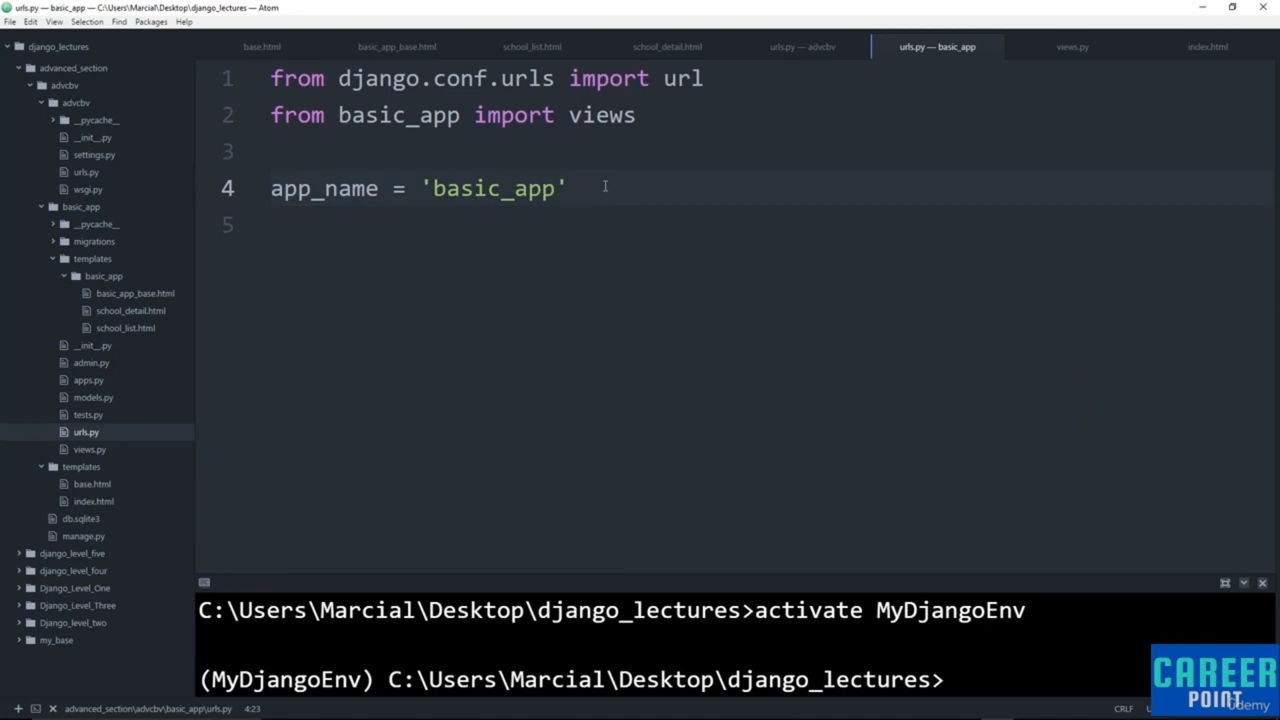 urls.py — basic_app — C:\Users\Marcial\Desktop\django_lectures — Atom
File Edit View Selection Find Packages Help
django_lectures
advanced_section
advcbv
advcbv
__pycache__
__init__.py
settings.py
urls.py
wsgi.py
basic_app
__pycache__
migrations
templates
basic_app
basic_app_base.html
school_detail.html
school_list.html
__init__.py
admin.py
apps.py
models.py
tests.py
urls.py
views.py
templates
base.html
index.html
db.sqlite3
manage.py
django_level_five
django_level_four
Django_Level_One
Django_Level_Three
Django_level_two
my_base
base.html basic_app_base.html school_list.html school_detail.html urls.py — advcbv urls.py — basic_app views.py index.html
1 from django.conf.urls import url
2 from basic_app import views
3
4 app_name = 'basic_app'
5
C:\Users\Marcial\Desktop\django_lectures>activate MyDjangoEnv
(MyDjangoEnv) C:\Users\Marcial\Desktop\django_lectures>
CAREER
POINT
udemy
advanced_section\advcbv\basic_app\urls.py 4:23
CRLF